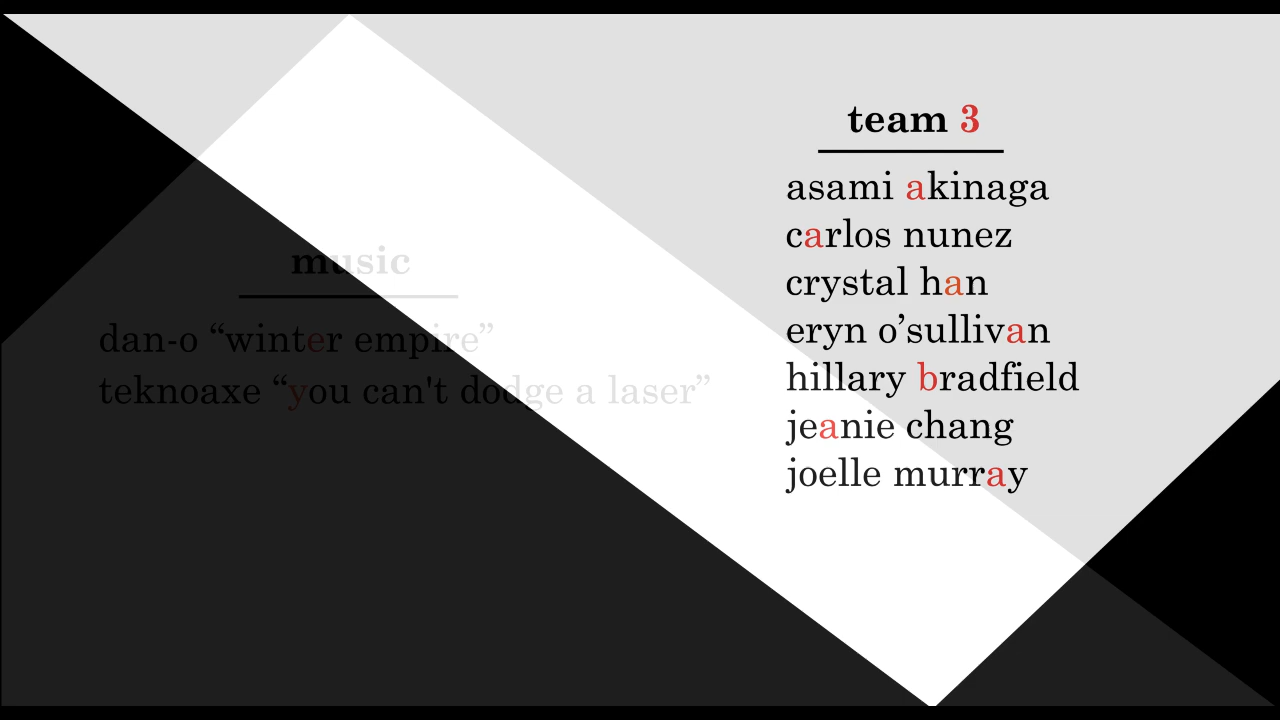 music
dan-o “winter empire”
teknoaxe “you can't dodge a laser”
team 3
asami akinaga
carlos nunez
crystal han
eryn o’sullivan
hillary bradfield
jeanie chang
joelle murray